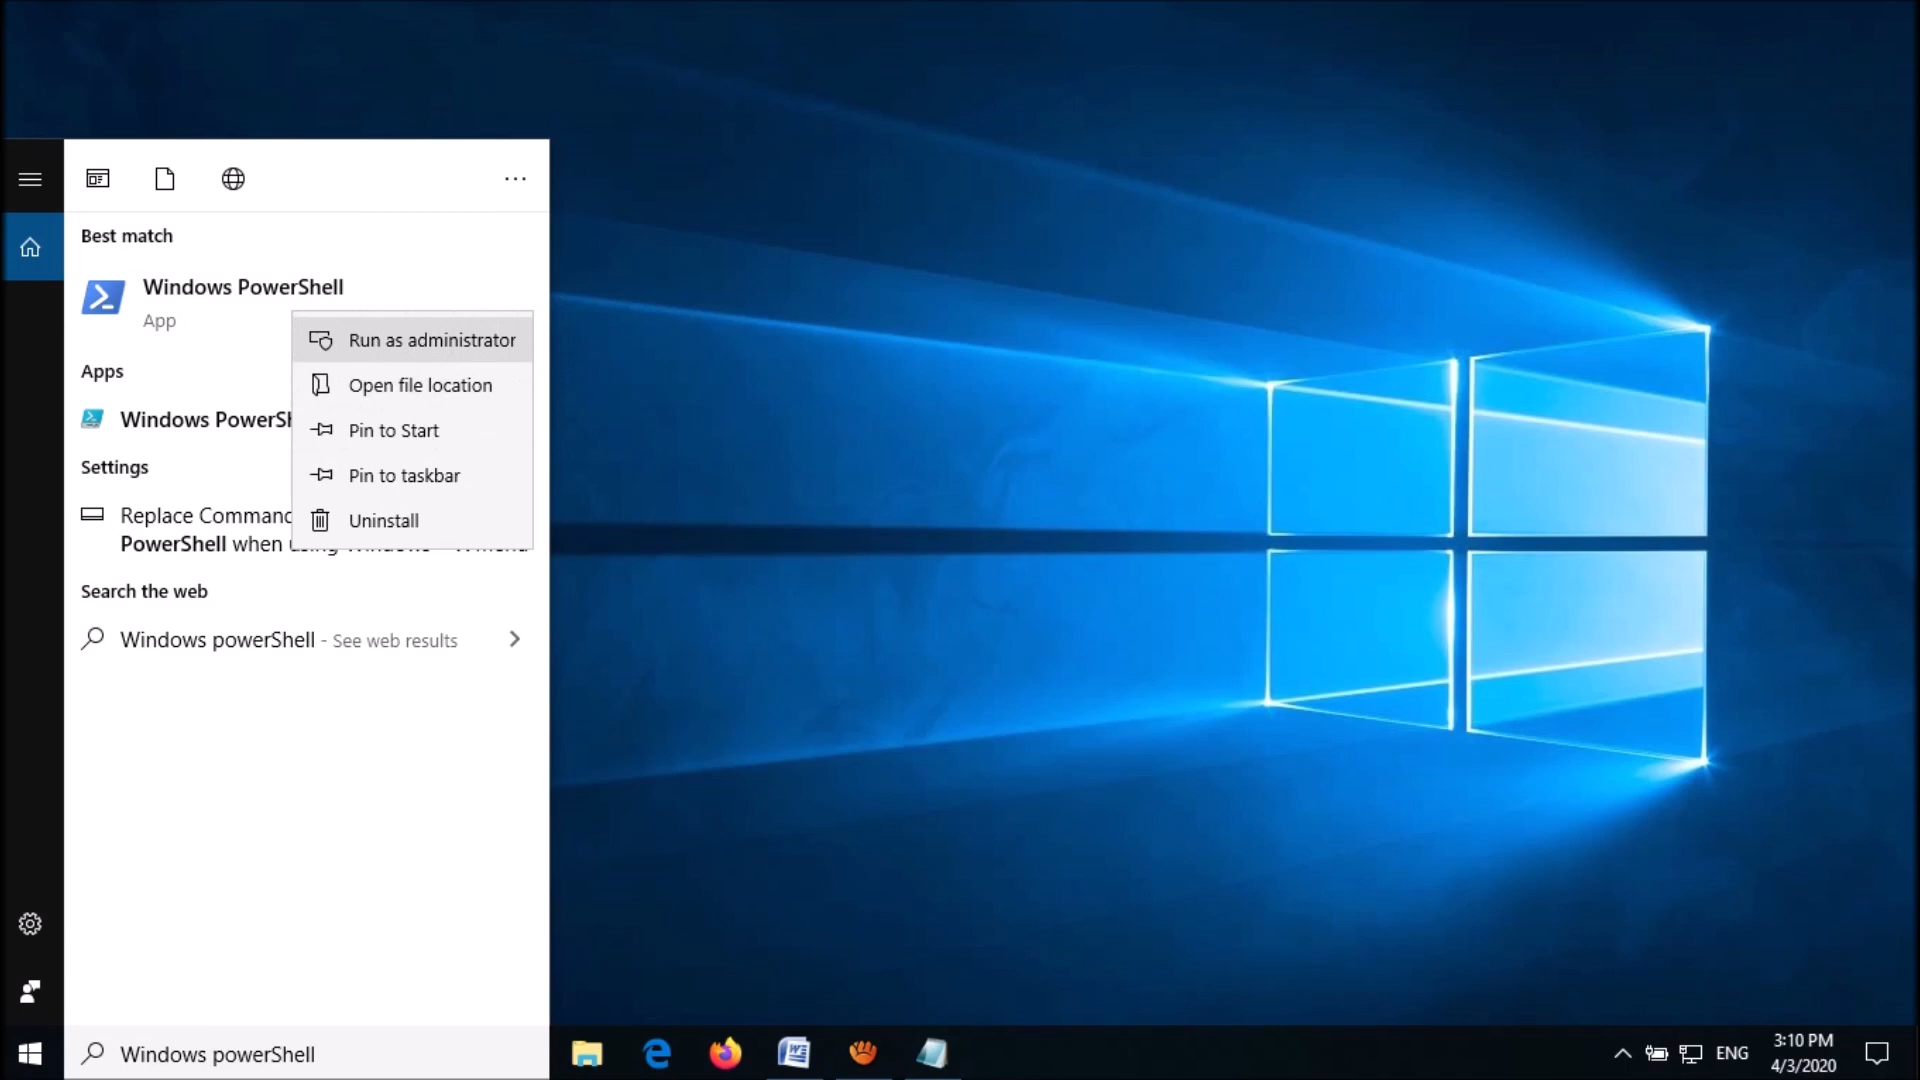 Best match
Windows PowerShell
App
Run as administrator
Apps
Open file location
Windows PowerSh
Pin to Start
Settings
Pin to taskbar
Replace Command
Uninstall
PowerShell when using Windows
Search the web
Windows powerShell - See web results
Windows powerShell
ENG
3:10 PM
4/3/2020